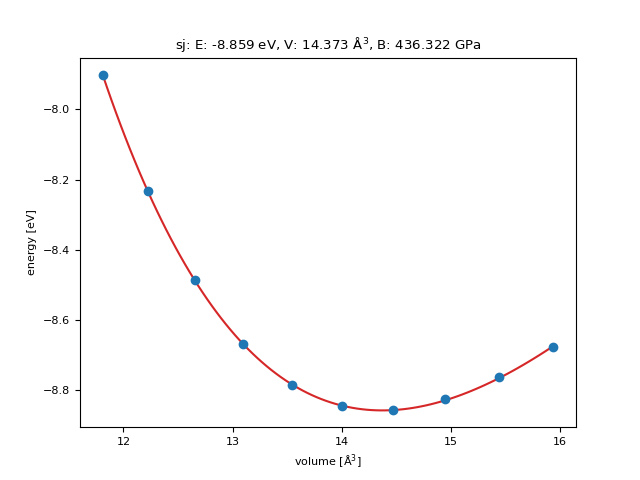 sj: E: -8.859 eV, V: 14.373 Å³, B: 436.322 GPa
−8.0
−8.2
−8.4
−8.6
−8.8
energy [eV]
12 13 14 15 16
volume [Å³]